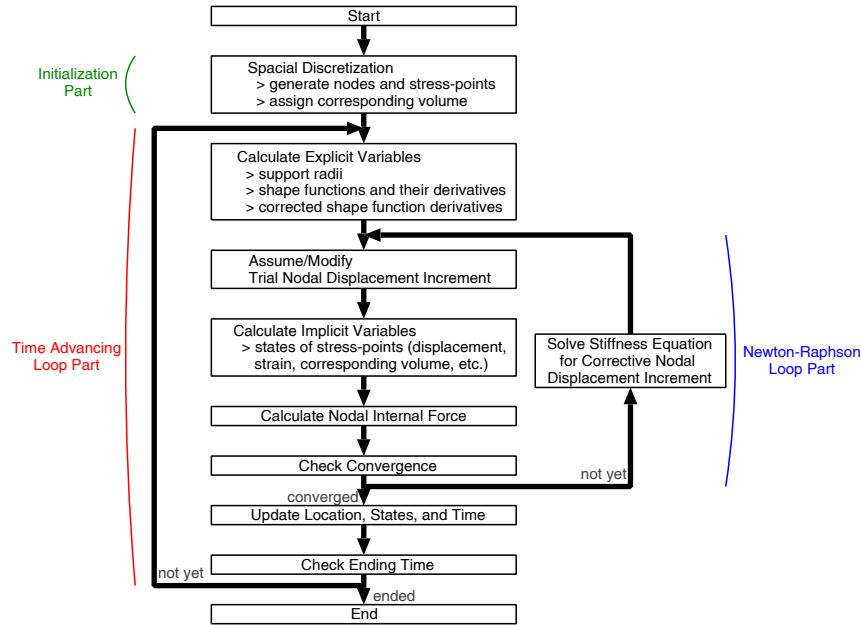 Start
Initialization
Part
Spacial Discretization
> generate nodes and stress-points
> assign corresponding volume
Calculate Explicit Variables
> support radii
> shape functions and their derivatives
> corrected shape function derivatives
Assume/Modify
Trial Nodal Displacement Increment
Time Advancing
Loop Part
Calculate Implicit Variables
> states of stress-points (displacement,
strain, corresponding volume, etc.)
Solve Stiffness Equation
for Corrective Nodal
Displacement Increment
Newton-Raphson
Loop Part
Calculate Nodal Internal Force
Check Convergence
not yet
converged
Update Location, States, and Time
Check Ending Time
not yet
ended
End